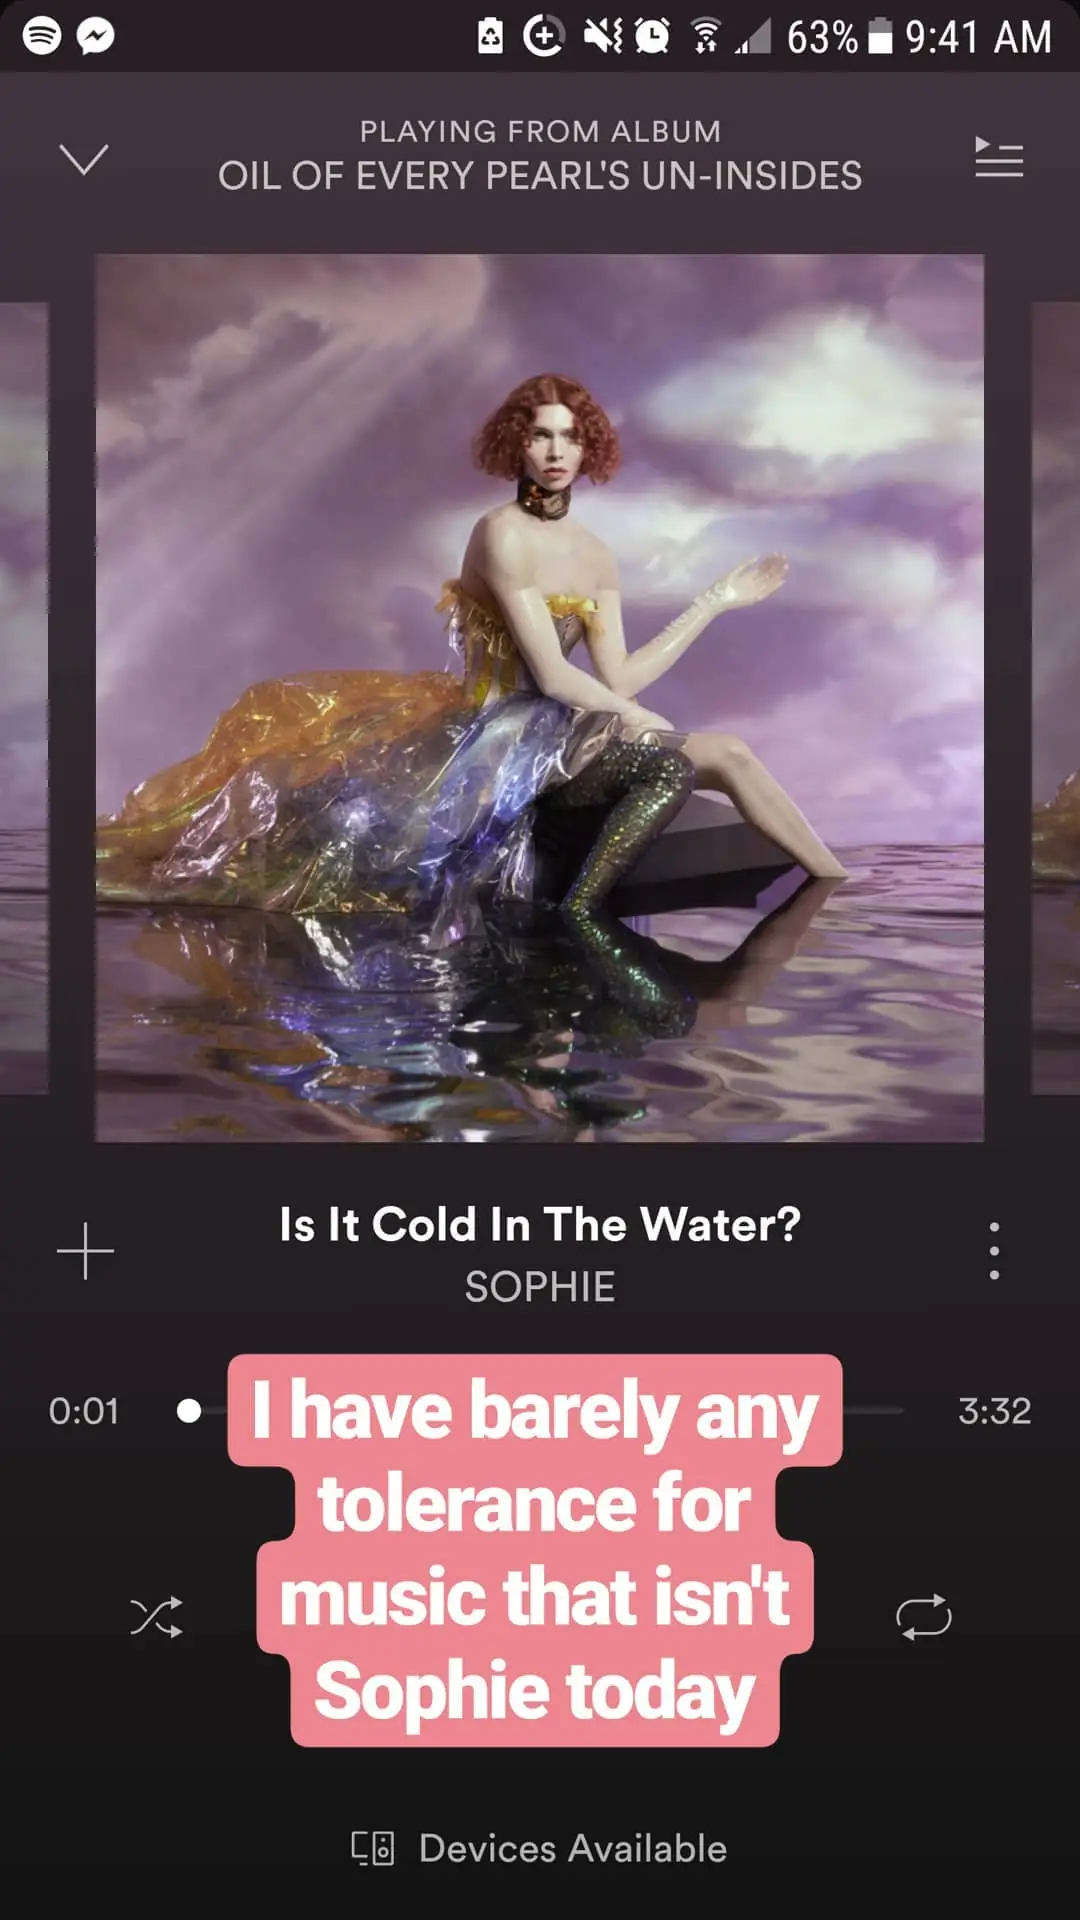 63% 9:41 AM
PLAYING FROM ALBUM
OIL OF EVERY PEARL'S UN-INSIDES
Is It Cold In The Water?
SOPHIE
0:01
3:32
I have barely any
tolerance for
music that isn't
Sophie today
Devices Available